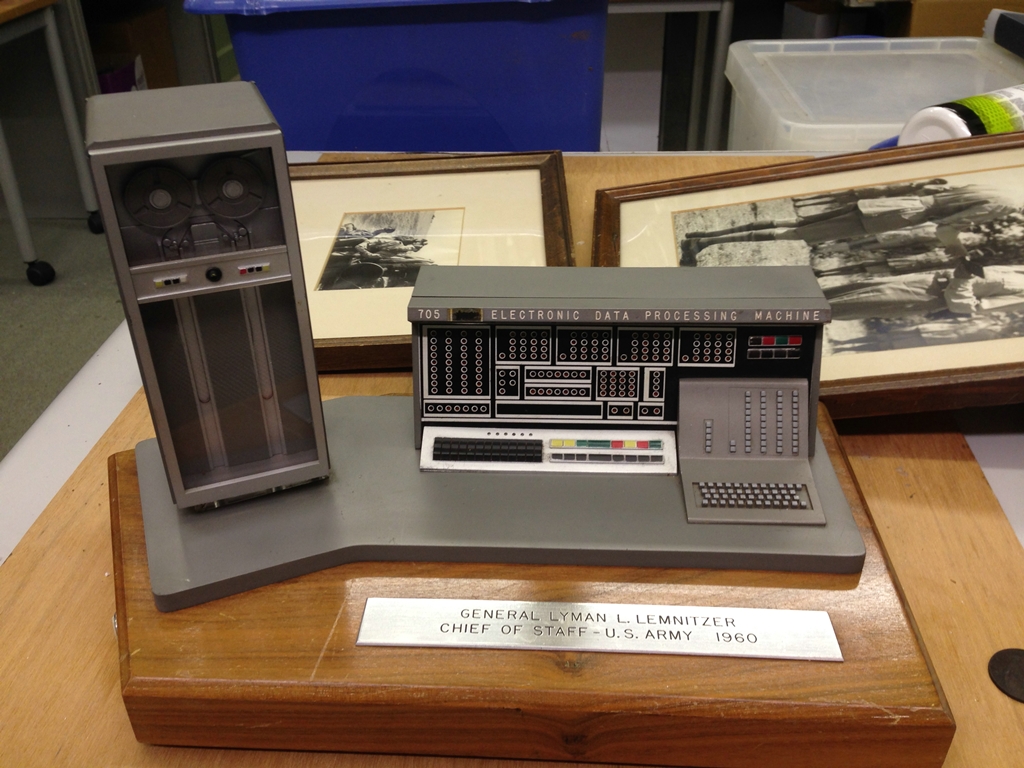 705 ELECTRONIC DATA PROCESSING MACHINE
GENERAL LYMAN L. LEMNITZER
CHIEF OF STAFF - U.S. ARMY 1960